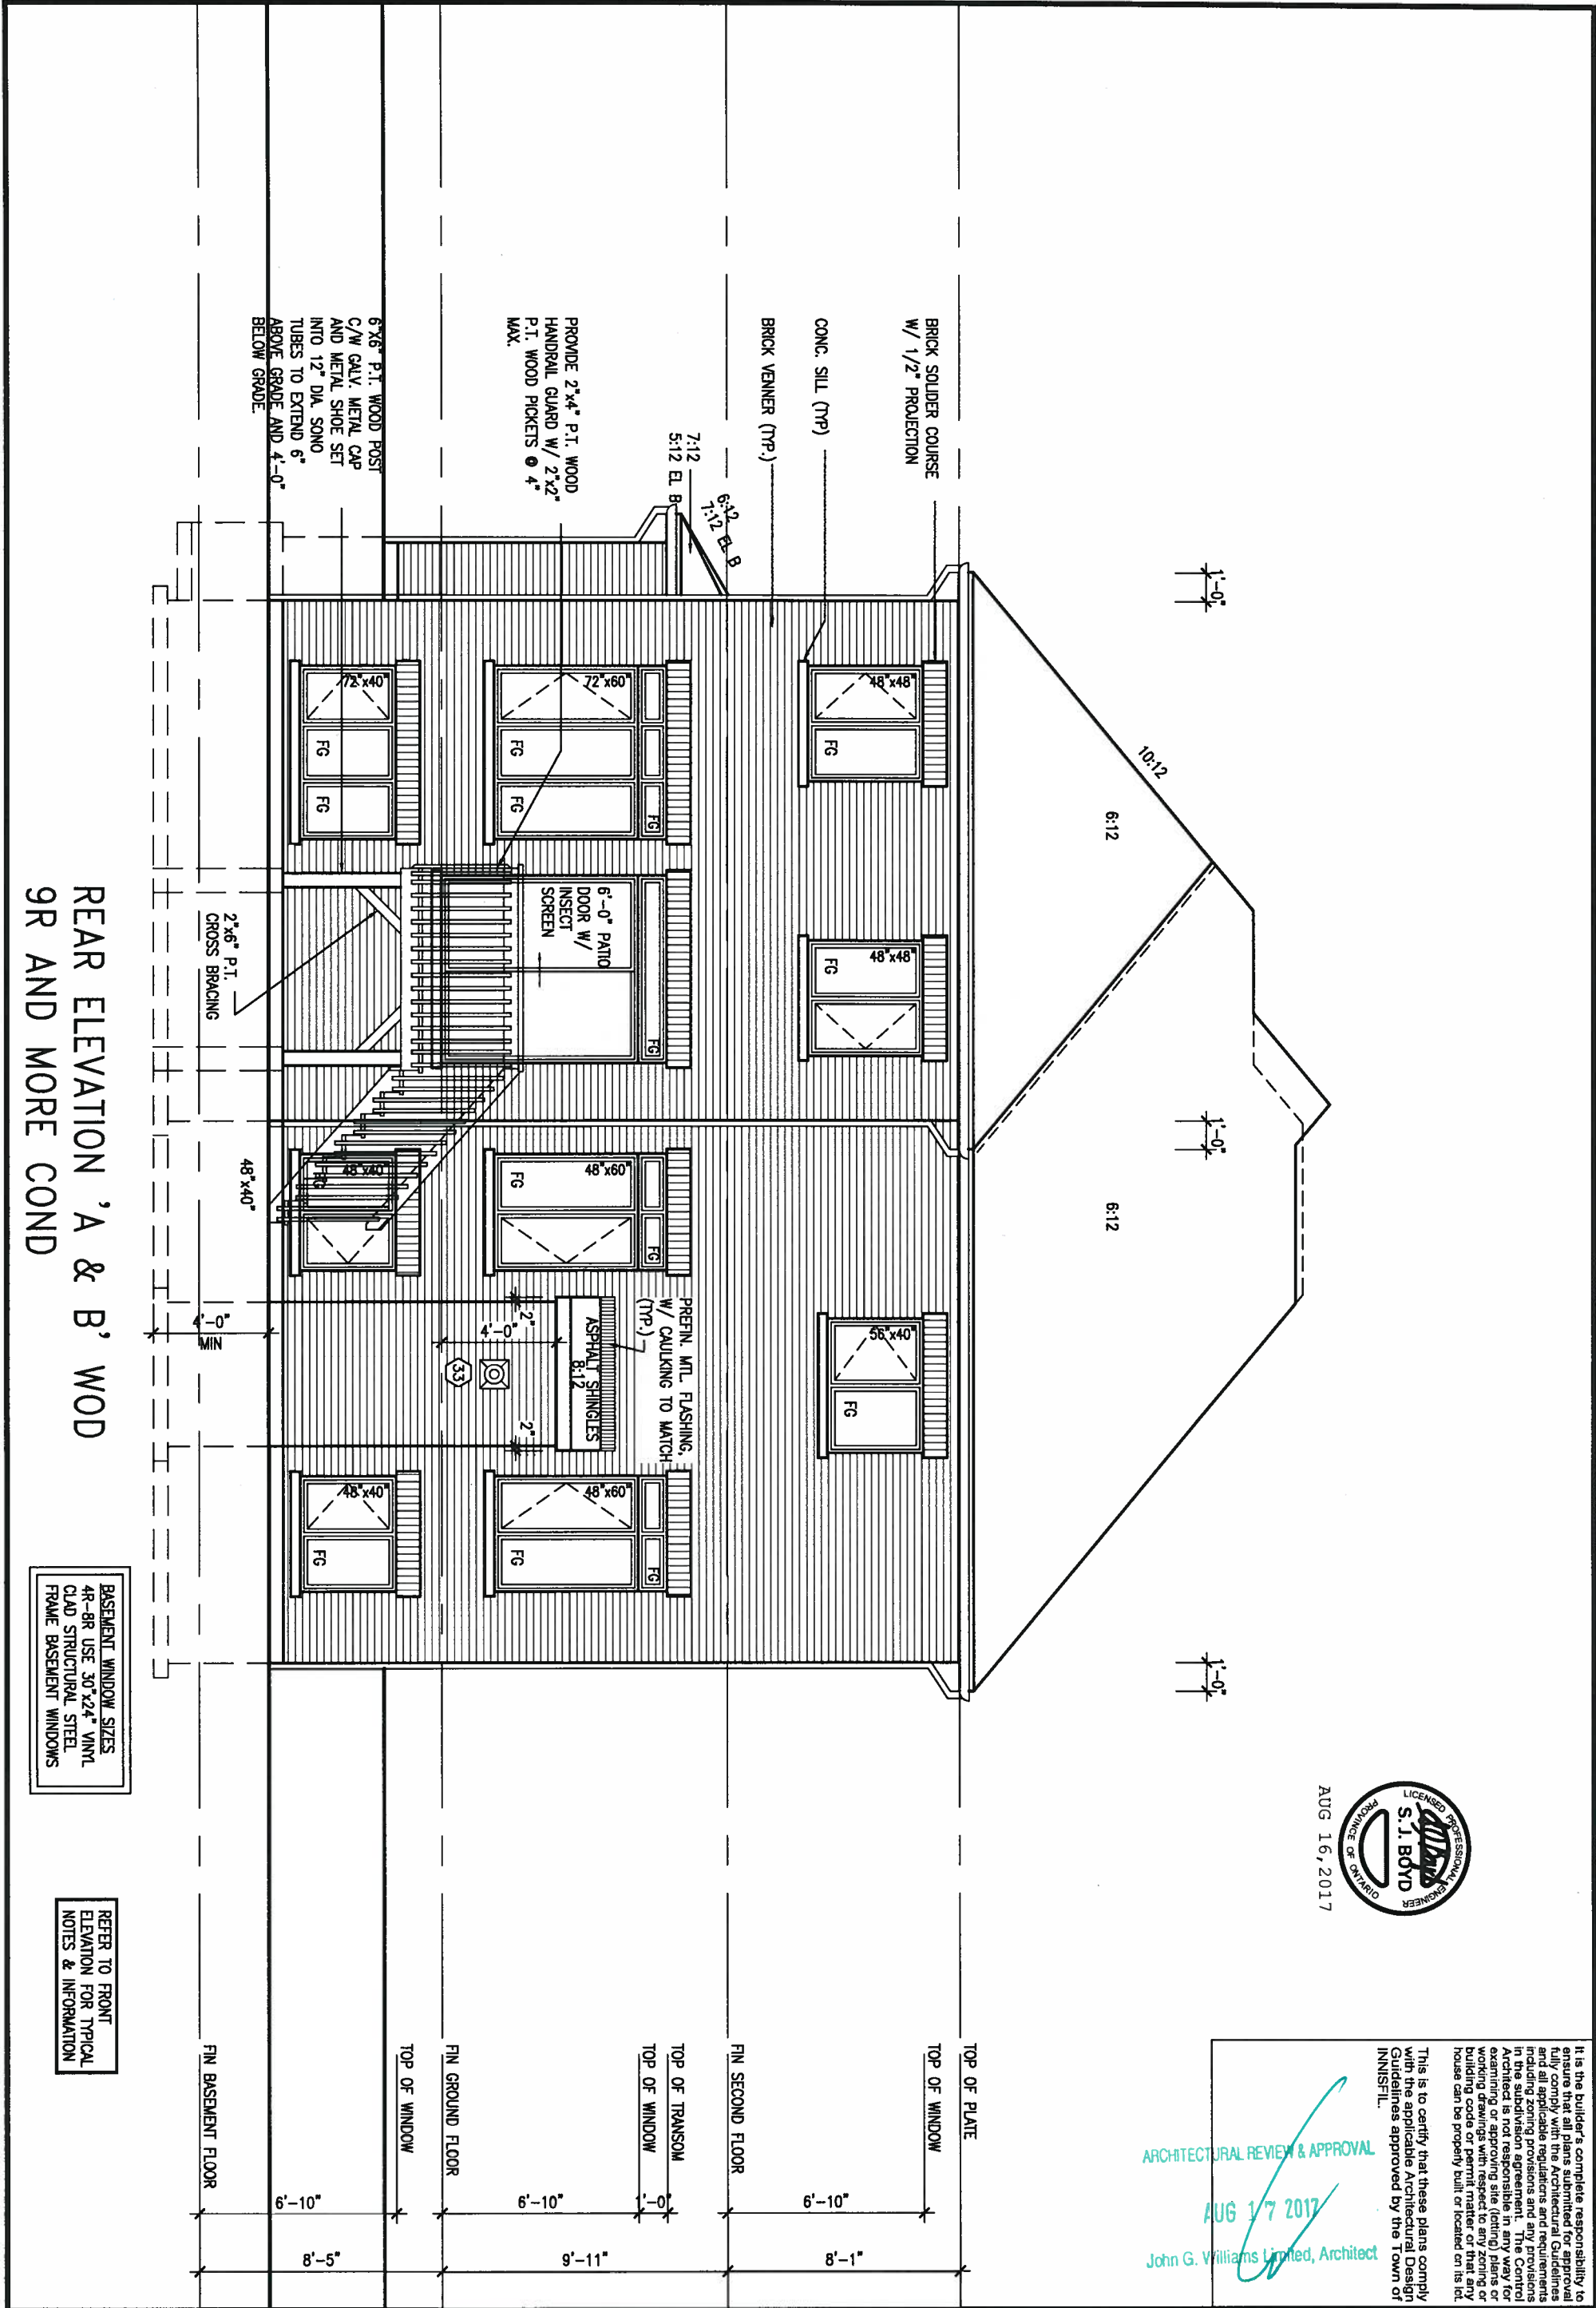 It is the builder's complete responsibility to
ensure that all plans submitted for approval
fully comply with the Architectural Guidelines
and all applicable regulations and requirements
including zoning provisions and any provisions
in the subdivision agreement. The Control
Architect is not responsible in any way for
examining or approving site (lotting) plans or
working drawings with respect to any zoning or
building code or permit matter or that any
house can be properly built or located on its lot.
This is to certify that these plans comply
with the applicable Architectural Design
Guidelines approved by the Town of
INNISFIL.
ARCHITECTURAL REVIEW & APPROVAL
AUG 17 2017
John G. Williams Limited, Architect
LICENSED PROFESSIONAL ENGINEER
S. J. BOYD
PROVINCE OF ONTARIO
AUG 16, 2017
1'-0"
1'-0"
1'-0"
10:12
6:12
6:12
BRICK SOLIDER COURSE
W/ 1/2" PROJECTION
CONC. SILL (TYP)
BRICK VENNER (TYP.)
6:12
7:12 EL B
7:12
5:12 EL B
PROVIDE 2"x4" P.T. WOOD
HANDRAIL GUARD W/ 2"x2"
P.T. WOOD PICKETS @ 4"
MAX.
6"X6" P.T. WOOD POST
C/W GALV. METAL CAP
AND METAL SHOE SET
INTO 12" DIA. SONO
TUBES TO EXTEND 6"
ABOVE GRADE AND 4'-0"
BELOW GRADE.
48"x48"
FG
48"x48"
FG
56"x40"
FG
72"x60"
FG
FG
FG
6'-0" PATIO
DOOR W/
INSECT
SCREEN
FG
48"x60"
FG
FG
PREFIN. MTL. FLASHING,
W/ CAULKING TO MATCH
(TYP.)
ASPHALT SHINGLES
8:12
2"
2"
4'-0"
33
48"x60"
FG
FG
72"x40"
FG
FG
48"x40"
FG
48"x40"
FG
2"x6" P.T.
CROSS BRACING
48"x40"
4'-0"
MIN
TOP OF PLATE
TOP OF WINDOW
FIN SECOND FLOOR
TOP OF TRANSOM
TOP OF WINDOW
FIN GROUND FLOOR
TOP OF WINDOW
FIN BASEMENT FLOOR
6'-10"
8'-1"
1'-0"
6'-10"
9'-11"
6'-10"
8'-5"
REAR ELEVATION 'A & B' WOD
9R AND MORE COND
BASEMENT WINDOW SIZES
4R-8R USE 30"x24" VINYL
CLAD STRUCTURAL STEEL
FRAME BASEMENT WINDOWS
REFER TO FRONT
ELEVATION FOR TYPICAL
NOTES & INFORMATION